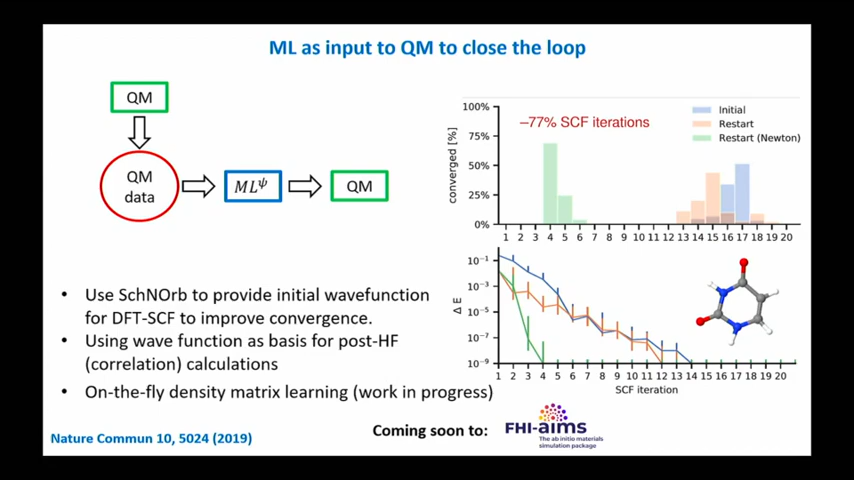 ML as input to QM to close the loop
QM
QM
data
MLψ
QM
• Use SchNOrb to provide initial wavefunction
for DFT-SCF to improve convergence.
• Using wave function as basis for post-HF
(correlation) calculations
• On-the-fly density matrix learning (work in progress)
Nature Commun 10, 5024 (2019)
Coming soon to:
FHI-aims
The ab initio materials
simulation package
–77% SCF iterations
Initial
Restart
Restart (Newton)
converged [%]
100%
75%
50%
25%
0%
1 2 3 4 5 6 7 8 9 10 11 12 13 14 15 16 17 18 19 20
Δ E
10⁻¹
10⁻³
10⁻⁵
10⁻⁷
10⁻⁹
1 2 3 4 5 6 7 8 9 10 11 12 13 14 15 16 17 18 19 20
SCF iteration